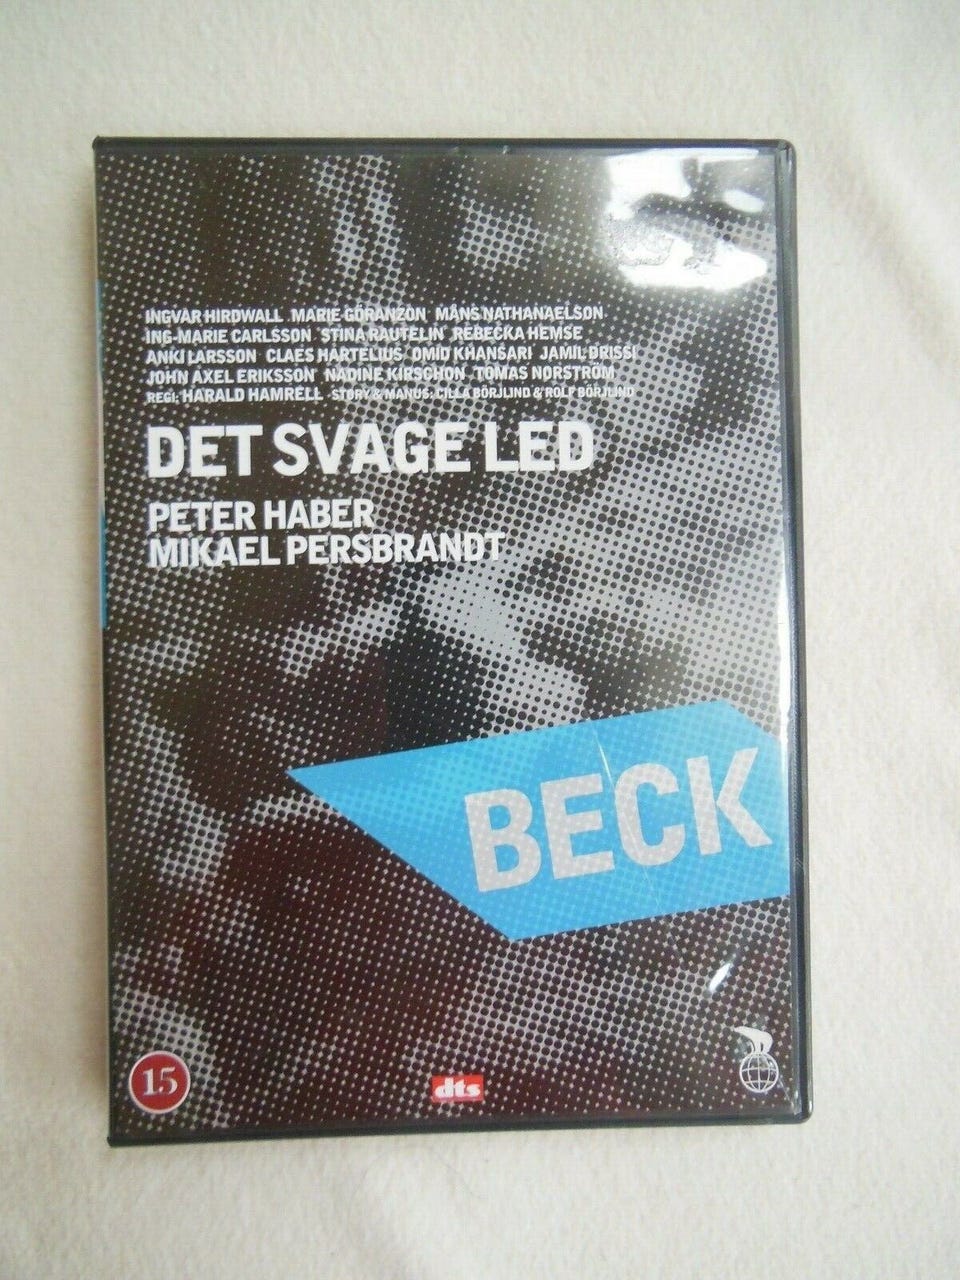 INGVAR HIRDWALL MARIE GÖRANZON MÅNS NATHANAELSON
ING-MARIE CARLSSON STINA RAUTELIN REBECKA HEMSE
ANKI LARSSON CLAES HARTELIUS OMID KHANSARI JAMIL DRISSI
JOHN AXEL ERIKSSON NADINE KIRSCHON TOMAS NORSTRÖM
REGI: HARALD HAMRELL STORY & MANUS: CILLA BÖRJLIND & ROLF BÖRJLIND
DET SVAGE LED
PETER HABER
MIKAEL PERSBRANDT
BECK
15
dts